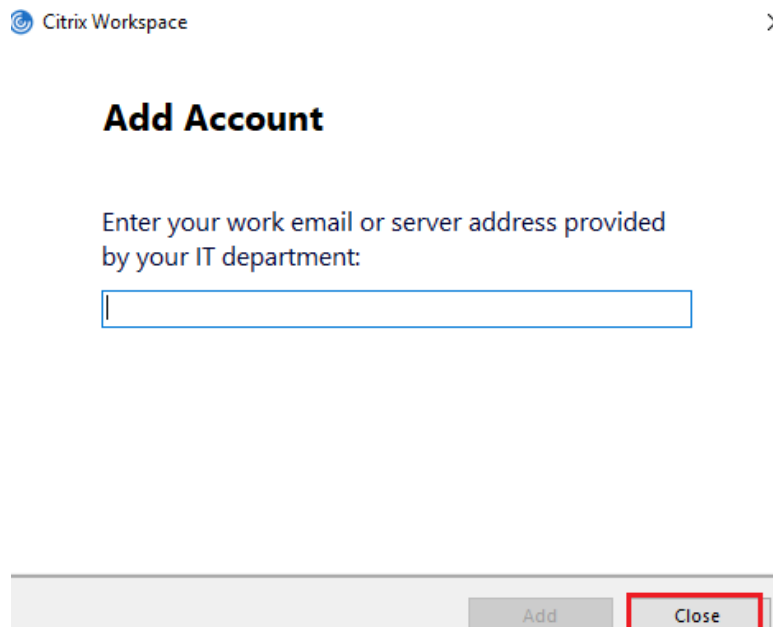 Citrix Workspace
Add Account
Enter your work email or server address provided
by your IT department:
Add
Close